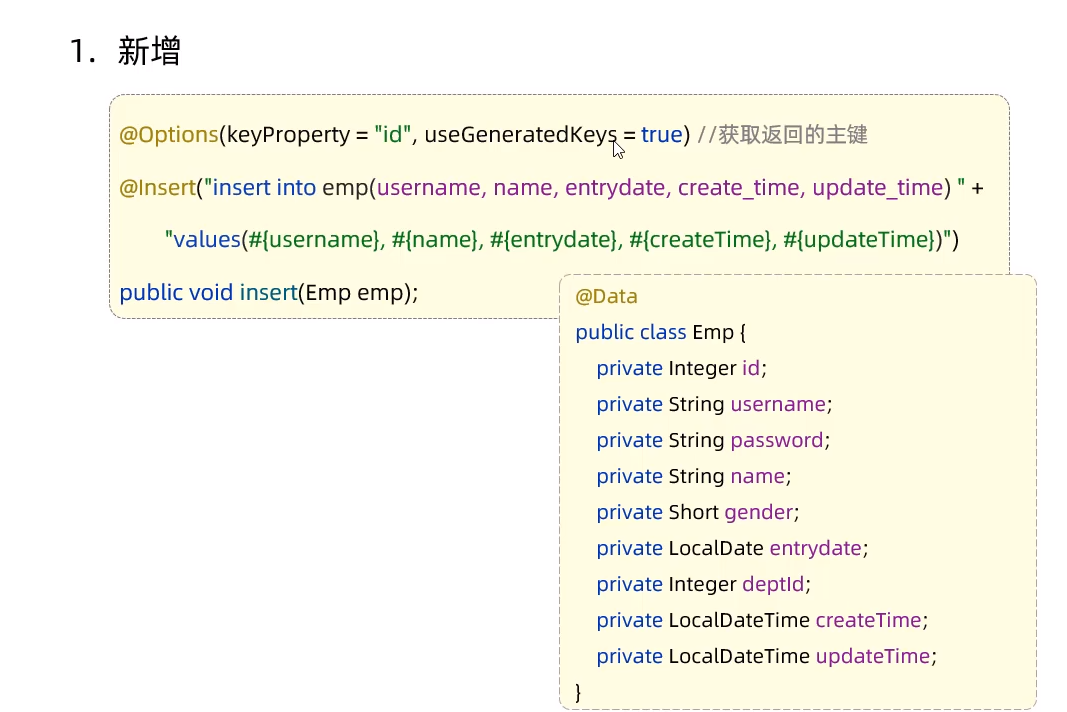 1. 新增
@Options(keyProperty = "id", useGeneratedKeys = true) //获取返回的主键
@Insert("insert into emp(username, name, entrydate, create_time, update_time) " +
"values(#{username}, #{name}, #{entrydate}, #{createTime}, #{updateTime})")
public void insert(Emp emp);
@Data
public class Emp {
private Integer id;
private String username;
private String password;
private String name;
private Short gender;
private LocalDate entrydate;
private Integer deptId;
private LocalDateTime createTime;
private LocalDateTime updateTime;
}